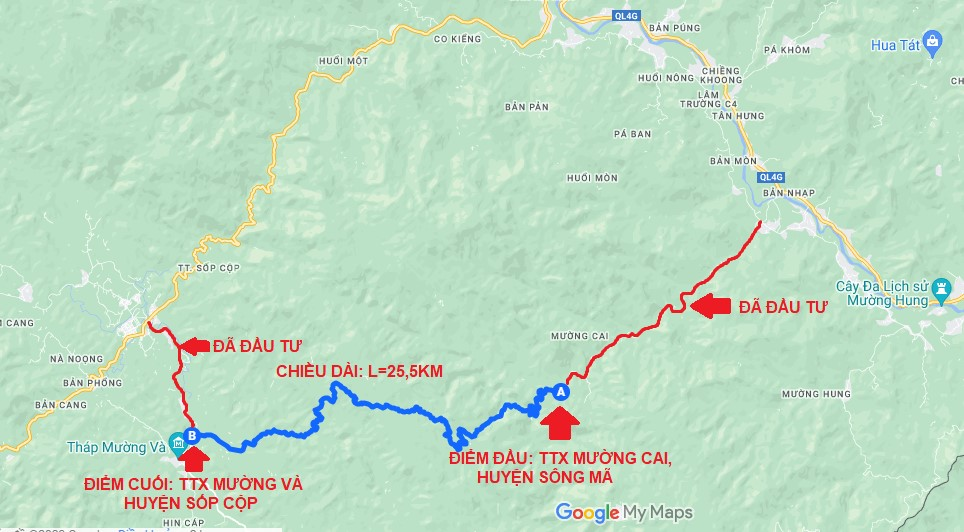 QL4G
BẢN PÚNG
CO KIẾNG
PÁ KHÔM
Hua Tát
HUỔI MỘT
CHIỀNG
KHOONG
HUỔI NÓNG
LÂM
TRƯỜNG C4
BẢN PẢN
TÂN HƯNG
PÁ BAN
BẢN MÒN
HUỔI MÒN
QL4G
BẢN NHẠP
TT. SỐP CỘP
Cây Đa Lịch sử
Mường Hung
ĐÃ ĐẦU TƯ
M CANG
MƯỜNG CAI
ĐÃ ĐẦU TƯ
NÀ NOỌNG
CHIỀU DÀI: L=25,5KM
BẢN PHỐNG
MƯỜNG HUNG
A
BẢN CANG
B
Tháp Mường Và
ĐIỂM ĐẦU: TTX MƯỜNG CAI,
HUYỆN SÔNG MÃ
ĐIỂM CUỐI: TTX MƯỜNG VÀ
HUYỆN SỐP CỘP
Google My Maps
HIN CÁP